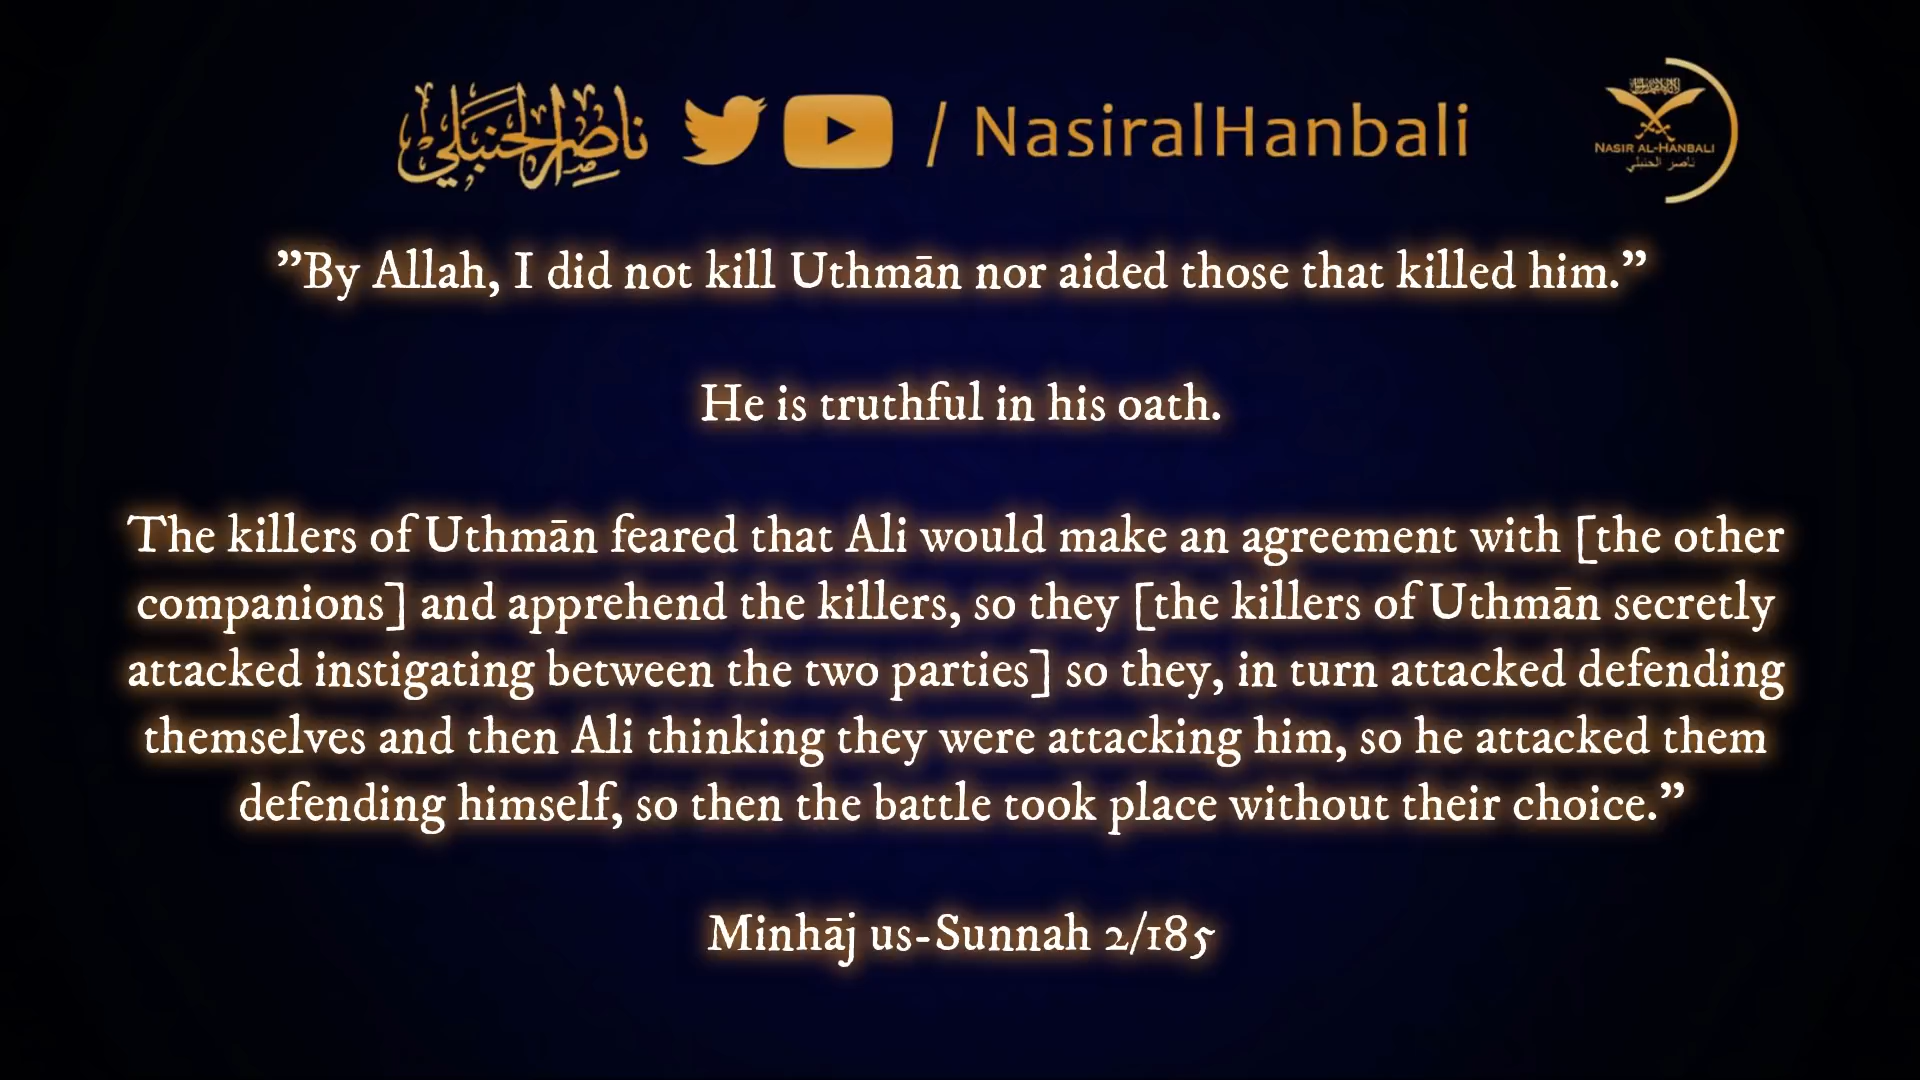 ناصر الحنبلي / NasiralHanbali
NASIR AL-HANBALI
ناصر الحنبلي
”By Allah, I did not kill Uthmān nor aided those that killed him.”
He is truthful in his oath.
The killers of Uthmān feared that Ali would make an agreement with [the other
companions] and apprehend the killers, so they [the killers of Uthmān secretly
attacked instigating between the two parties] so they, in turn attacked defending
themselves and then Ali thinking they were attacking him, so he attacked them
defending himself, so then the battle took place without their choice.”
Minhāj us-Sunnah 2/185